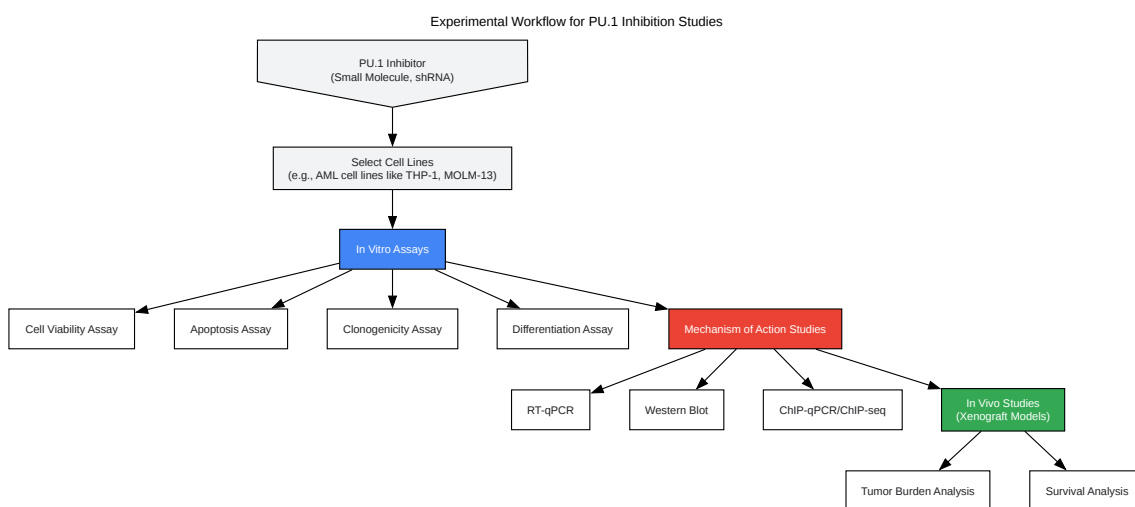 Experimental Workflow for PU.1 Inhibition Studies
PU.1 Inhibitor
(Small Molecule, shRNA)
Select Cell Lines
(e.g., AML cell lines like THP-1, MOLM-13)
In Vitro Assays
Cell Viability Assay
Apoptosis Assay
Clonogenicity Assay
Differentiation Assay
Mechanism of Action Studies
RT-qPCR
Western Blot
ChIP-qPCR/ChIP-seq
In Vivo Studies
(Xenograft Models)
Tumor Burden Analysis
Survival Analysis